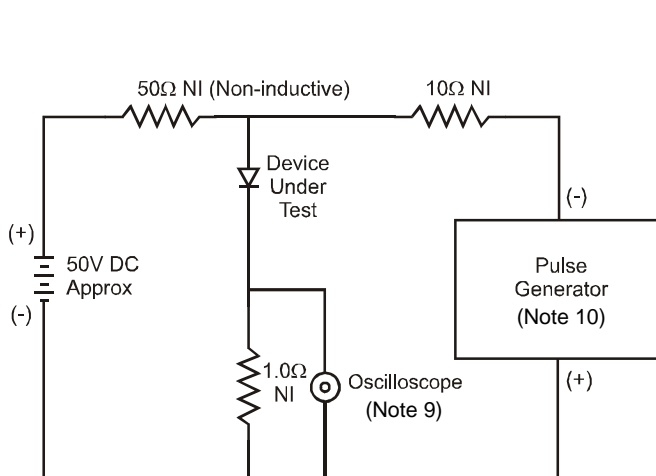 50Ω NI (Non-inductive)
10Ω NI
Device
Under
Test
(-)
(+)
50V DC
Approx
(-)
Pulse
Generator
(Note 10)
1.0Ω
NI
Oscilloscope
(Note 9)
(+)